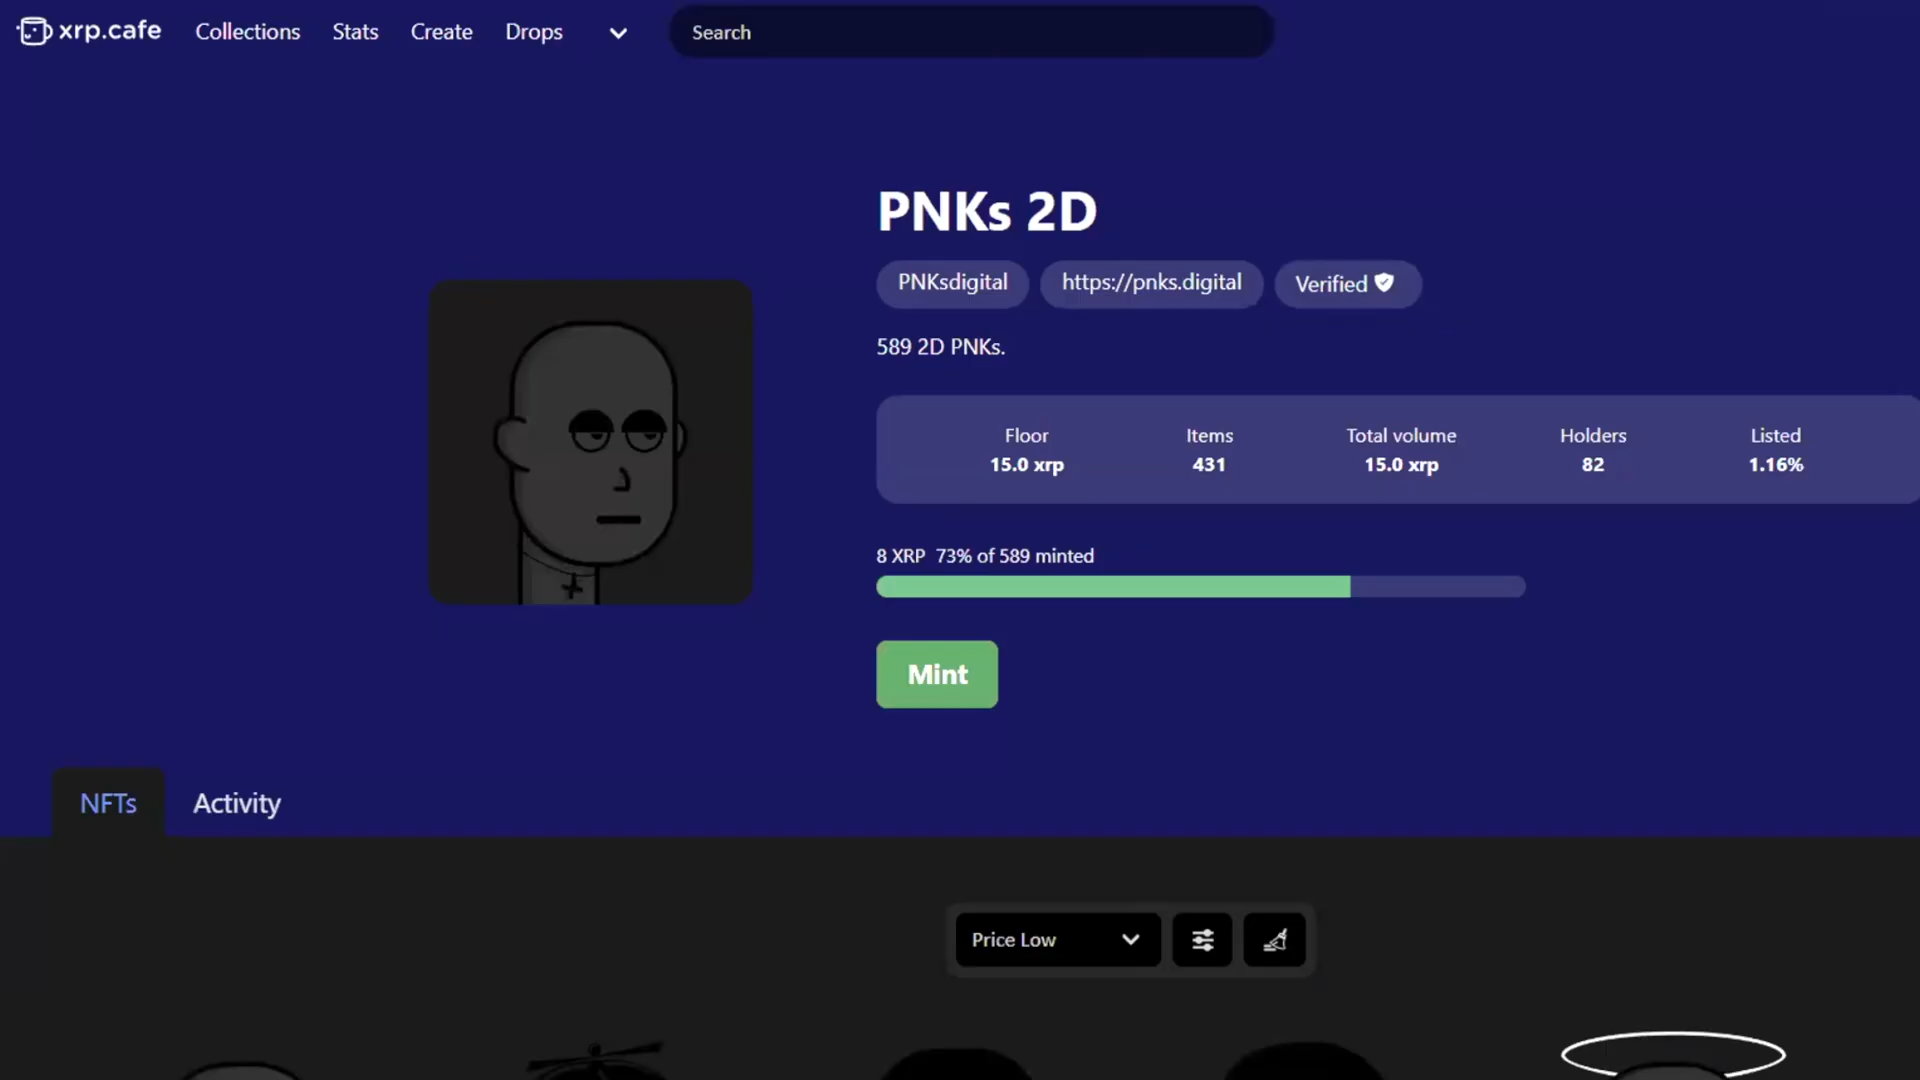 xrp.cafe Collections Stats Create Drops Search
PNKs 2D
PNKsdigital https://pnks.digital Verified
589 2D PNKs.
Floor Items Total volume Holders Listed
15.0 xrp 431 15.0 xrp 82 1.16%
8 XRP 73% of 589 minted
Mint
NFTs Activity
Price Low